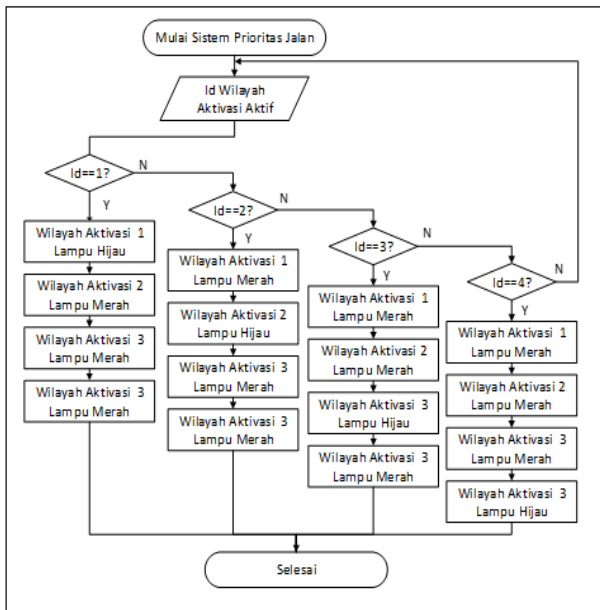 Mulai Sistem Prioritas Jalan
Id Wilayah
Aktivasi Aktif
Id==1?
N
Y
Wilayah Aktivasi 1
Lampu Hijau
Wilayah Aktivasi 2
Lampu Merah
Wilayah Aktivasi 3
Lampu Merah
Wilayah Aktivasi 3
Lampu Merah
Id==2?
N
Y
Wilayah Aktivasi 1
Lampu Merah
Wilayah Aktivasi 2
Lampu Hijau
Wilayah Aktivasi 3
Lampu Merah
Wilayah Aktivasi 3
Lampu Merah
Id==3?
N
Y
Wilayah Aktivasi 1
Lampu Merah
Wilayah Aktivasi 2
Lampu Merah
Wilayah Aktivasi 3
Lampu Hijau
Wilayah Aktivasi 3
Lampu Merah
Id==4?
N
Y
Wilayah Aktivasi 1
Lampu Merah
Wilayah Aktivasi 2
Lampu Merah
Wilayah Aktivasi 3
Lampu Merah
Wilayah Aktivasi 3
Lampu Hijau
Selesai